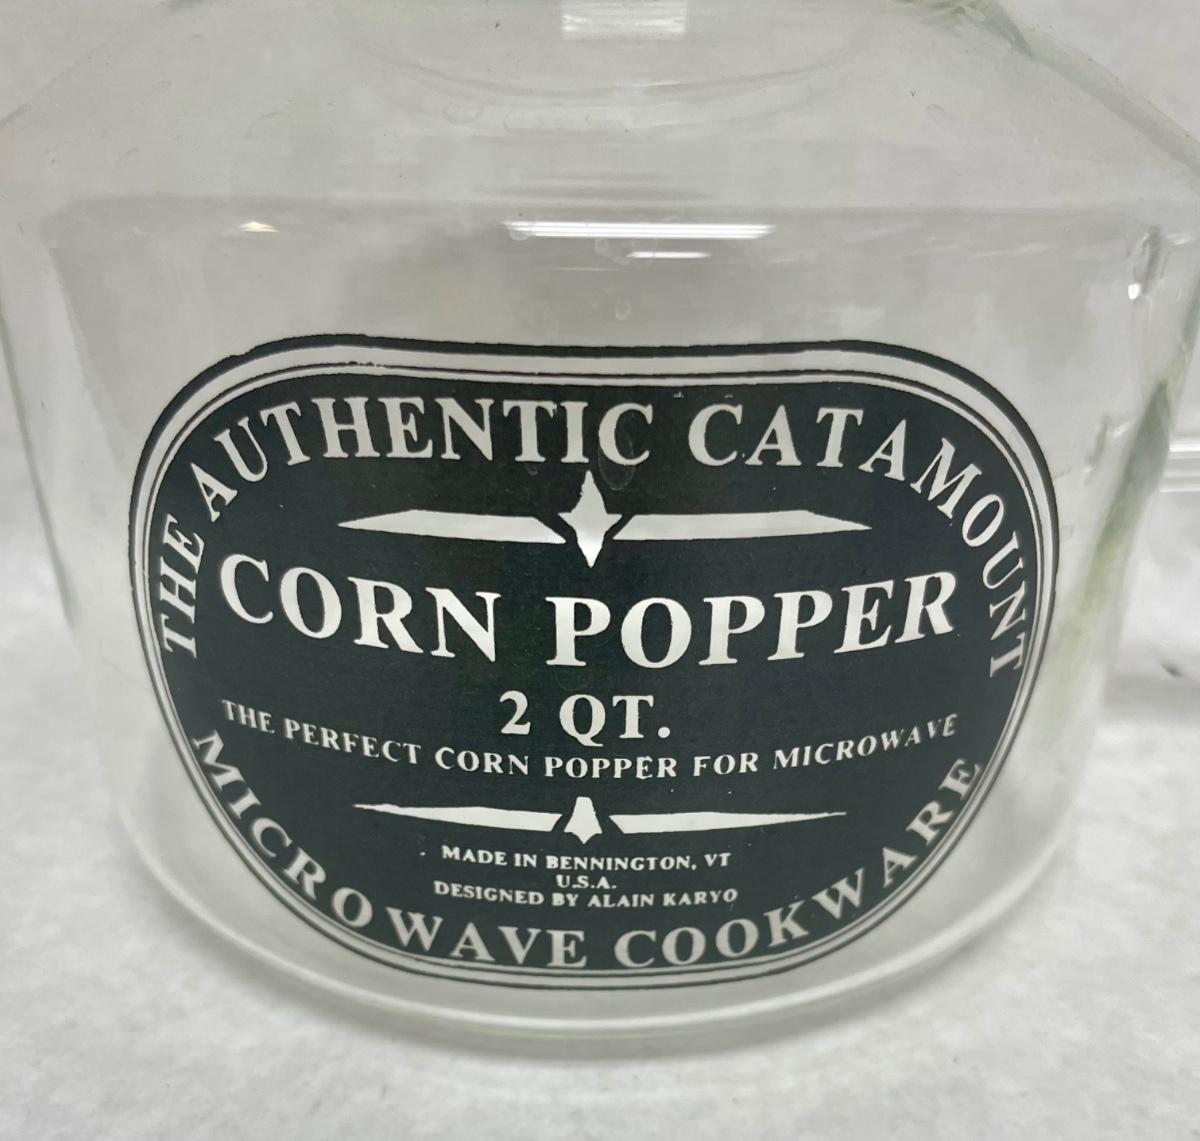 THE AUTHENTIC CATAMOUNT
CORN POPPER
2 QT.
THE PERFECT CORN POPPER FOR MICROWAVE
MADE IN BENNINGTON, VT
U.S.A.
DESIGNED BY ALAIN KARYO
MICROWAVE COOKWARE